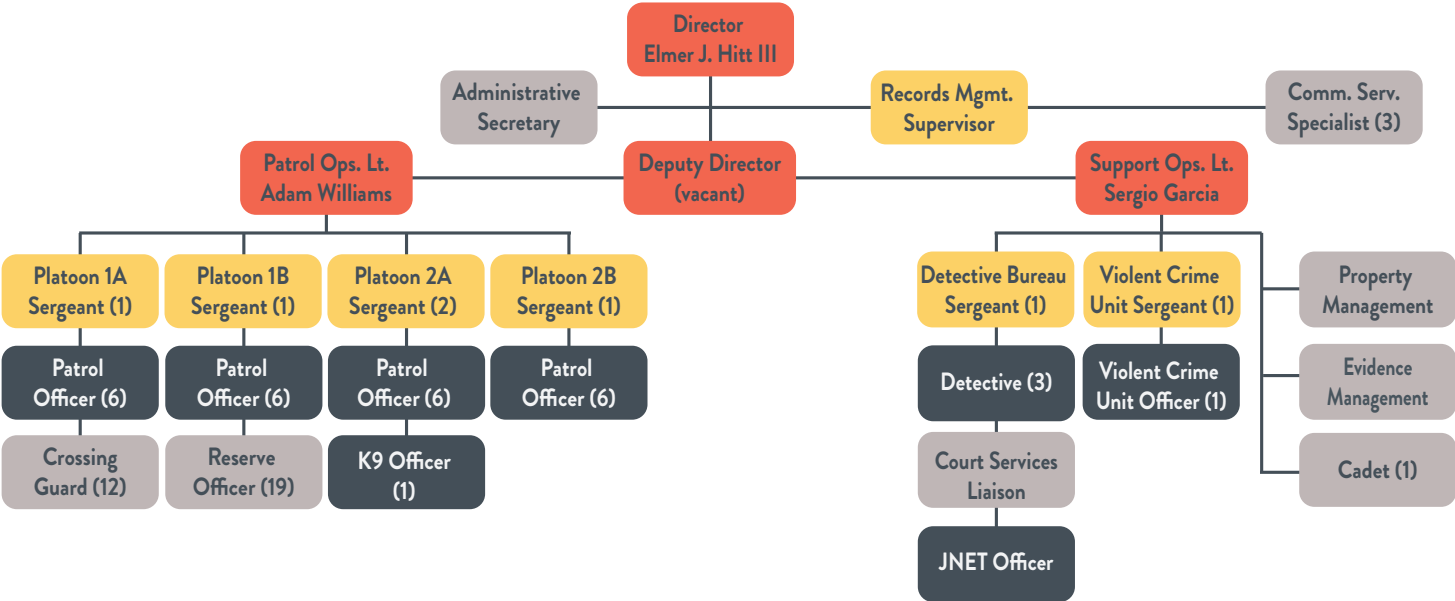 Director
Elmer J. Hitt III
Administrative
Secretary
Records Mgmt.
Supervisor
Comm. Serv.
Specialist (3)
Patrol Ops. Lt.
Adam Williams
Deputy Director
(vacant)
Support Ops. Lt.
Sergio Garcia
Platoon 1A
Sergeant (1)
Platoon 1B
Sergeant (1)
Platoon 2A
Sergeant (2)
Platoon 2B
Sergeant (1)
Detective Bureau
Sergeant (1)
Violent Crime
Unit Sergeant (1)
Property
Management
Patrol
Officer (6)
Patrol
Officer (6)
Patrol
Officer (6)
Patrol
Officer (6)
Detective (3)
Violent Crime
Unit Officer (1)
Evidence
Management
Crossing
Guard (12)
Reserve
Officer (19)
K9 Officer
(1)
Court Services
Liaison
Cadet (1)
JNET Officer